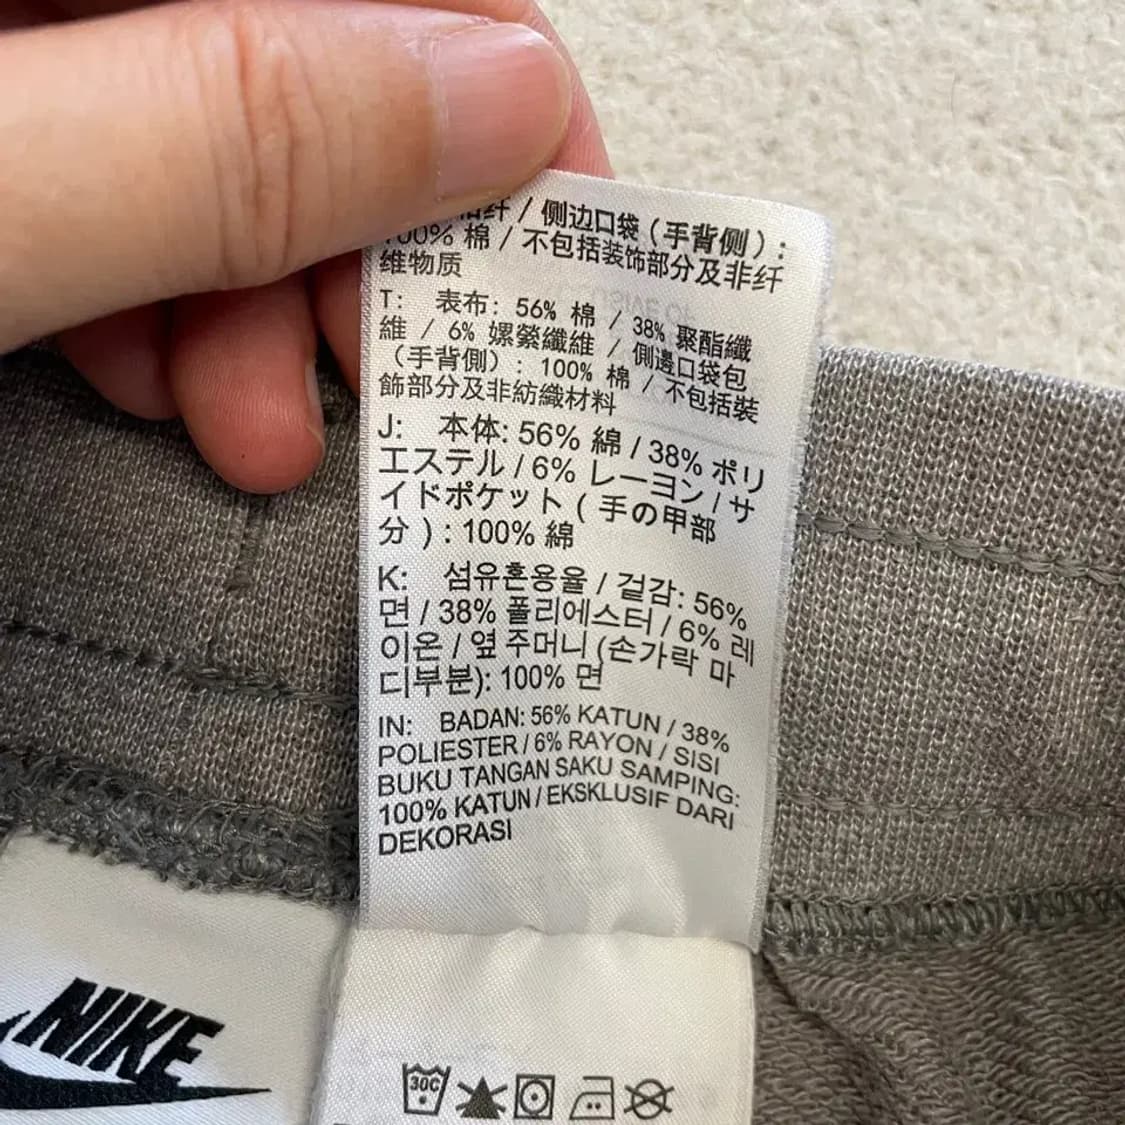 纤 / 侧边口袋 ( 手背侧 ) :
100% 棉 / 不包括装饰部分及非纤
维物质
T: 表布: 56% 棉 / 38% 聚酯纖
維 / 6% 嫘縈纖維 / 側邊口袋包
(手背側) : 100% 棉 / 不包括裝
飾部分及非紡織材料
J: 本体: 56% 綿 / 38% ポリ
エステル / 6% レーヨン / サ
イドポケット ( 手の甲部
分 ) : 100% 綿
K: 섬유혼용율 / 겉감: 56%
면 / 38% 폴리에스터 / 6% 레
이온 / 옆 주머니 (손가락 마
디부분): 100% 면
IN: BADAN: 56% KATUN / 38%
POLIESTER / 6% RAYON / SISI
BUKU TANGAN SAKU SAMPING:
100% KATUN / EKSKLUSIF DARI
DEKORASI
NIKE
30C